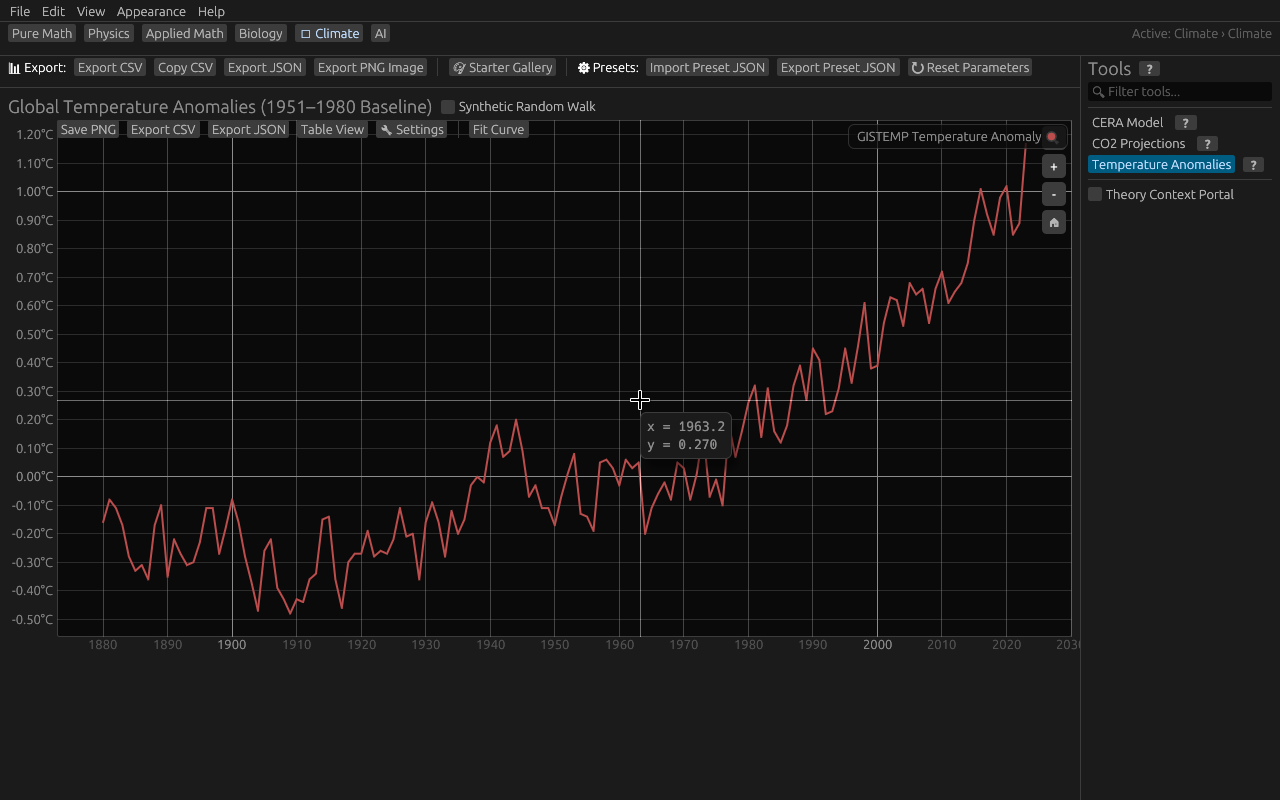 File Edit View Appearance Help
Pure Math Physics Applied Math Biology Climate AI Active: Climate › Climate
Export: Export CSV Copy CSV Export JSON Export PNG Image Starter Gallery Presets: Import Preset JSON Export Preset JSON Reset Parameters
Tools ?
Filter tools...
CERA Model ?
CO2 Projections ?
Temperature Anomalies ?
Theory Context Portal
Global Temperature Anomalies (1951–1980 Baseline) Synthetic Random Walk
Save PNG Export CSV Export JSON Table View Settings Fit Curve
GISTEMP Temperature Anomaly
+
-
1.20°C
1.10°C
1.00°C
0.90°C
0.80°C
0.70°C
0.60°C
0.50°C
0.40°C
0.30°C
0.20°C
0.10°C
0.00°C
-0.10°C
-0.20°C
-0.30°C
-0.40°C
-0.50°C
x = 1963.2
y = 0.270
1880 1890 1900 1910 1920 1930 1940 1950 1960 1970 1980 1990 2000 2010 2020